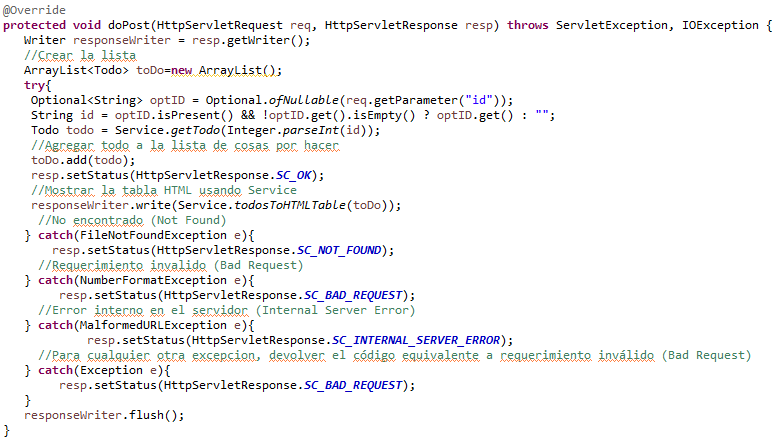 @Override
protected void doPost(HttpServletRequest req, HttpServletResponse resp) throws ServletException, IOException {
Writer responseWriter = resp.getWriter();
//Crear la lista
ArrayList<Todo> toDo=new ArrayList();
try{
Optional<String> optID = Optional.ofNullable(req.getParameter("id"));
String id = optID.isPresent() && !optID.get().isEmpty() ? optID.get() : "";
Todo todo = Service.getTodo(Integer.parseInt(id));
//Agregar todo a la lista de cosas por hacer
toDo.add(todo);
resp.setStatus(HttpServletResponse.SC_OK);
//Mostrar la tabla HTML usando Service
responseWriter.write(Service.todosToHTMLTable(toDo));
//No encontrado (Not Found)
} catch(FileNotFoundException e){
resp.setStatus(HttpServletResponse.SC_NOT_FOUND);
//Requerimiento invalido (Bad Request)
} catch(NumberFormatException e){
resp.setStatus(HttpServletResponse.SC_BAD_REQUEST);
//Error interno en el servidor (Internal Server Error)
} catch(MalformedURLException e){
resp.setStatus(HttpServletResponse.SC_INTERNAL_SERVER_ERROR);
//Para cualquier otra excepcion, devolver el código equivalente a requerimiento inválido (Bad Request)
} catch(Exception e){
resp.setStatus(HttpServletResponse.SC_BAD_REQUEST);
}
responseWriter.flush();
}